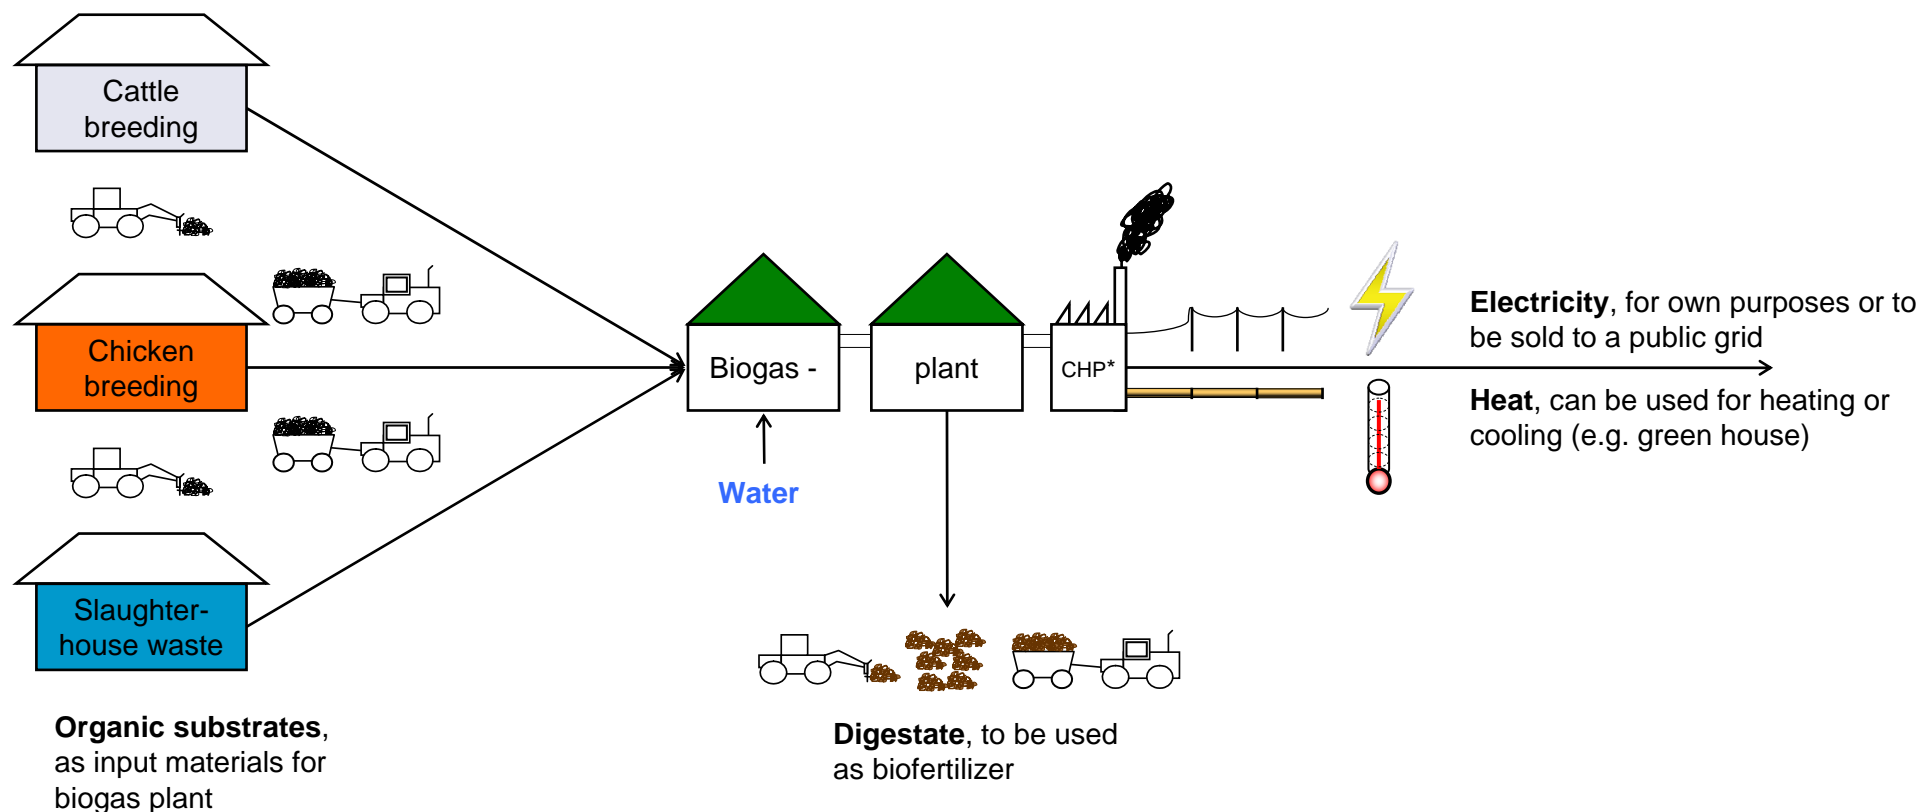 Cattle
breeding
Chicken
breeding
Slaughter-
house waste
Organic substrates,
as input materials for
biogas plant
Biogas -
plant
CHP*
Water
Digestate, to be used
as biofertilizer
Electricity, for own purposes or to
be sold to a public grid
Heat, can be used for heating or
cooling (e.g. green house)